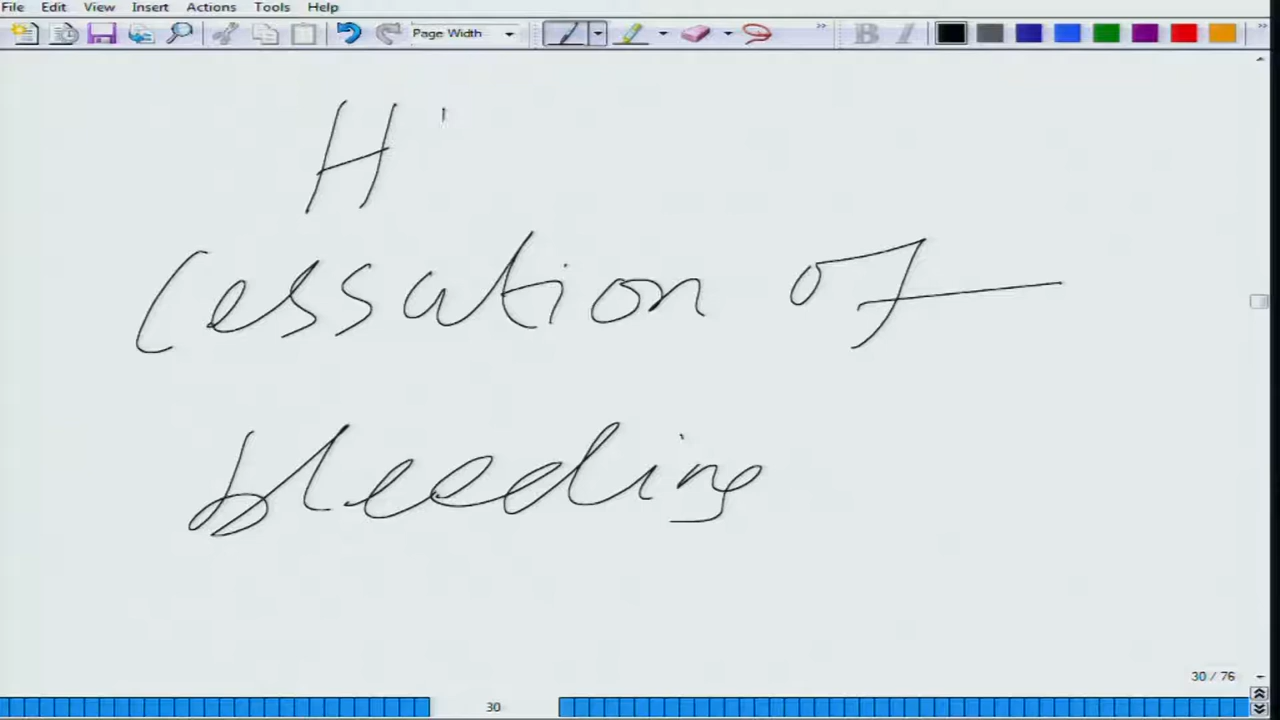 File Edit View Insert Actions Tools Help
Page Width
H'
Cessation of
bleeding
30 / 76
30